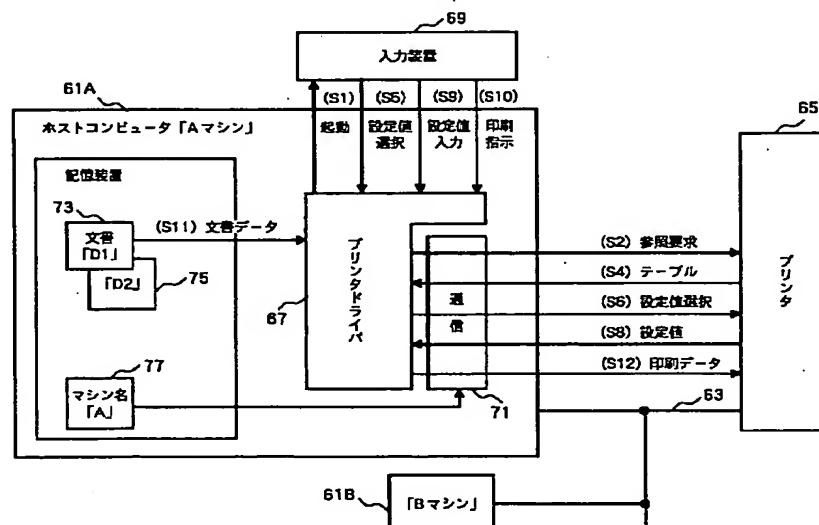 69
入力装置
61A
(S1)
(S5)
(S9)
(S10)
65
ホストコンピュータ「Aマシン」
起動
設定値
選択
設定値
入力
印刷
指示
記憶装置
73
文書
「D1」
(S11) 文書データ
「D2」
75
プリンタドライバ
67
通信
71
(S2) 参照要求
(S4) テーブル
(S6) 設定値選択
(S8) 設定値
(S12) 印刷データ
プリンタ
77
マシン名
「A」
63
61B
「Bマシン」